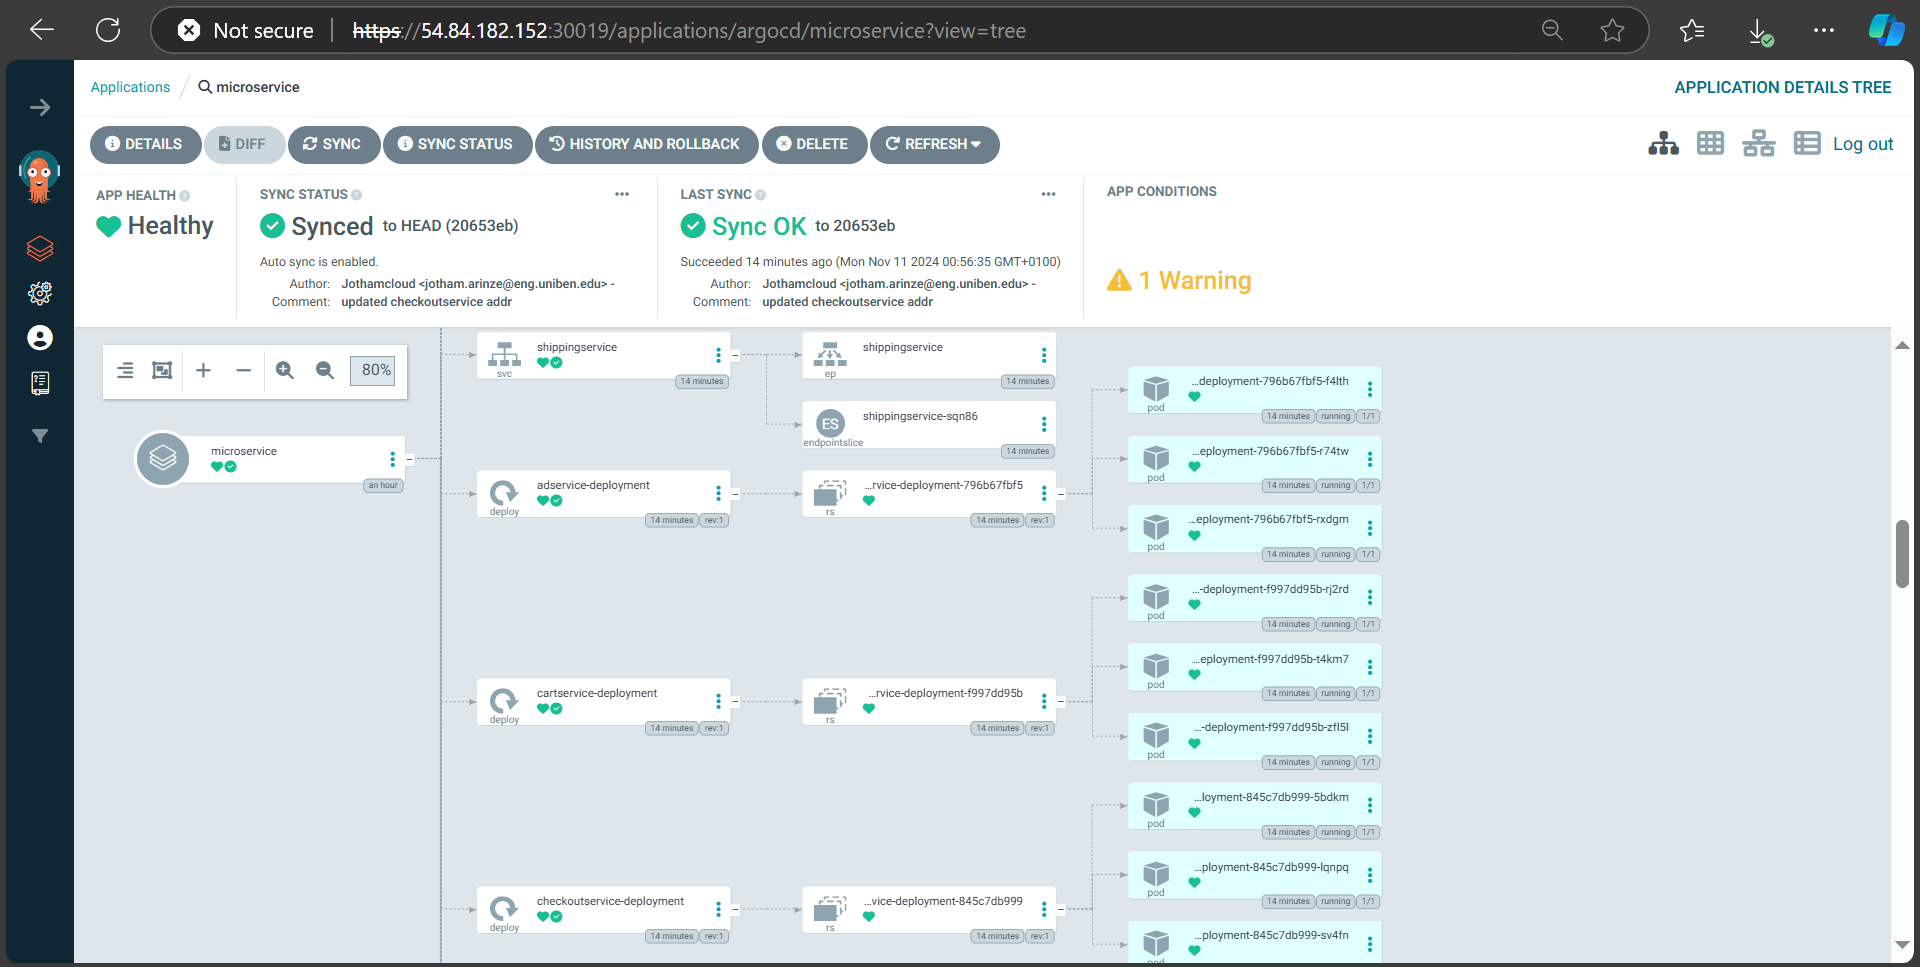 Not secure https://54.84.182.152:30019/applications/argocd/microservice?view=tree
Applications / microservice APPLICATION DETAILS TREE
DETAILS DIFF SYNC SYNC STATUS HISTORY AND ROLLBACK DELETE REFRESH Log out
APP HEALTH
Healthy
SYNC STATUS
Synced to HEAD (20653eb)
Auto sync is enabled.
Author: Jothamcloud <jotham.arinze@eng.uniben.edu> -
Comment: updated checkoutservice addr
LAST SYNC
Sync OK to 20653eb
Succeeded 14 minutes ago (Mon Nov 11 2024 00:56:35 GMT+0100)
Author: Jothamcloud <jotham.arinze@eng.uniben.edu> -
Comment: updated checkoutservice addr
APP CONDITIONS
1 Warning
80%
microservice
an hour
shippingservice
svc
14 minutes
shippingservice
ep
14 minutes
ES
shippingservice-sqn86
endpointslice
14 minutes
adservice-deployment
deploy
14 minutes rev:1
...rvice-deployment-796b67fbf5
rs
14 minutes rev:1
...deployment-796b67fbf5-f4lth
pod
14 minutes running 1/1
...eployment-796b67fbf5-r74tw
pod
14 minutes running 1/1
...eployment-796b67fbf5-rxdgm
pod
14 minutes running 1/1
cartservice-deployment
deploy
14 minutes rev:1
...rvice-deployment-f997dd95b
rs
14 minutes rev:1
...-deployment-f997dd95b-rj2rd
pod
14 minutes running 1/1
...eployment-f997dd95b-t4km7
pod
14 minutes running 1/1
...-deployment-f997dd95b-zfl5l
pod
14 minutes running 1/1
checkoutservice-deployment
deploy
14 minutes rev:1
...vice-deployment-845c7db999
rs
14 minutes rev:1
...loyment-845c7db999-5bdkm
pod
14 minutes running 1/1
...ployment-845c7db999-lqnpq
pod
14 minutes running 1/1
...ployment-845c7db999-sv4fn
pod